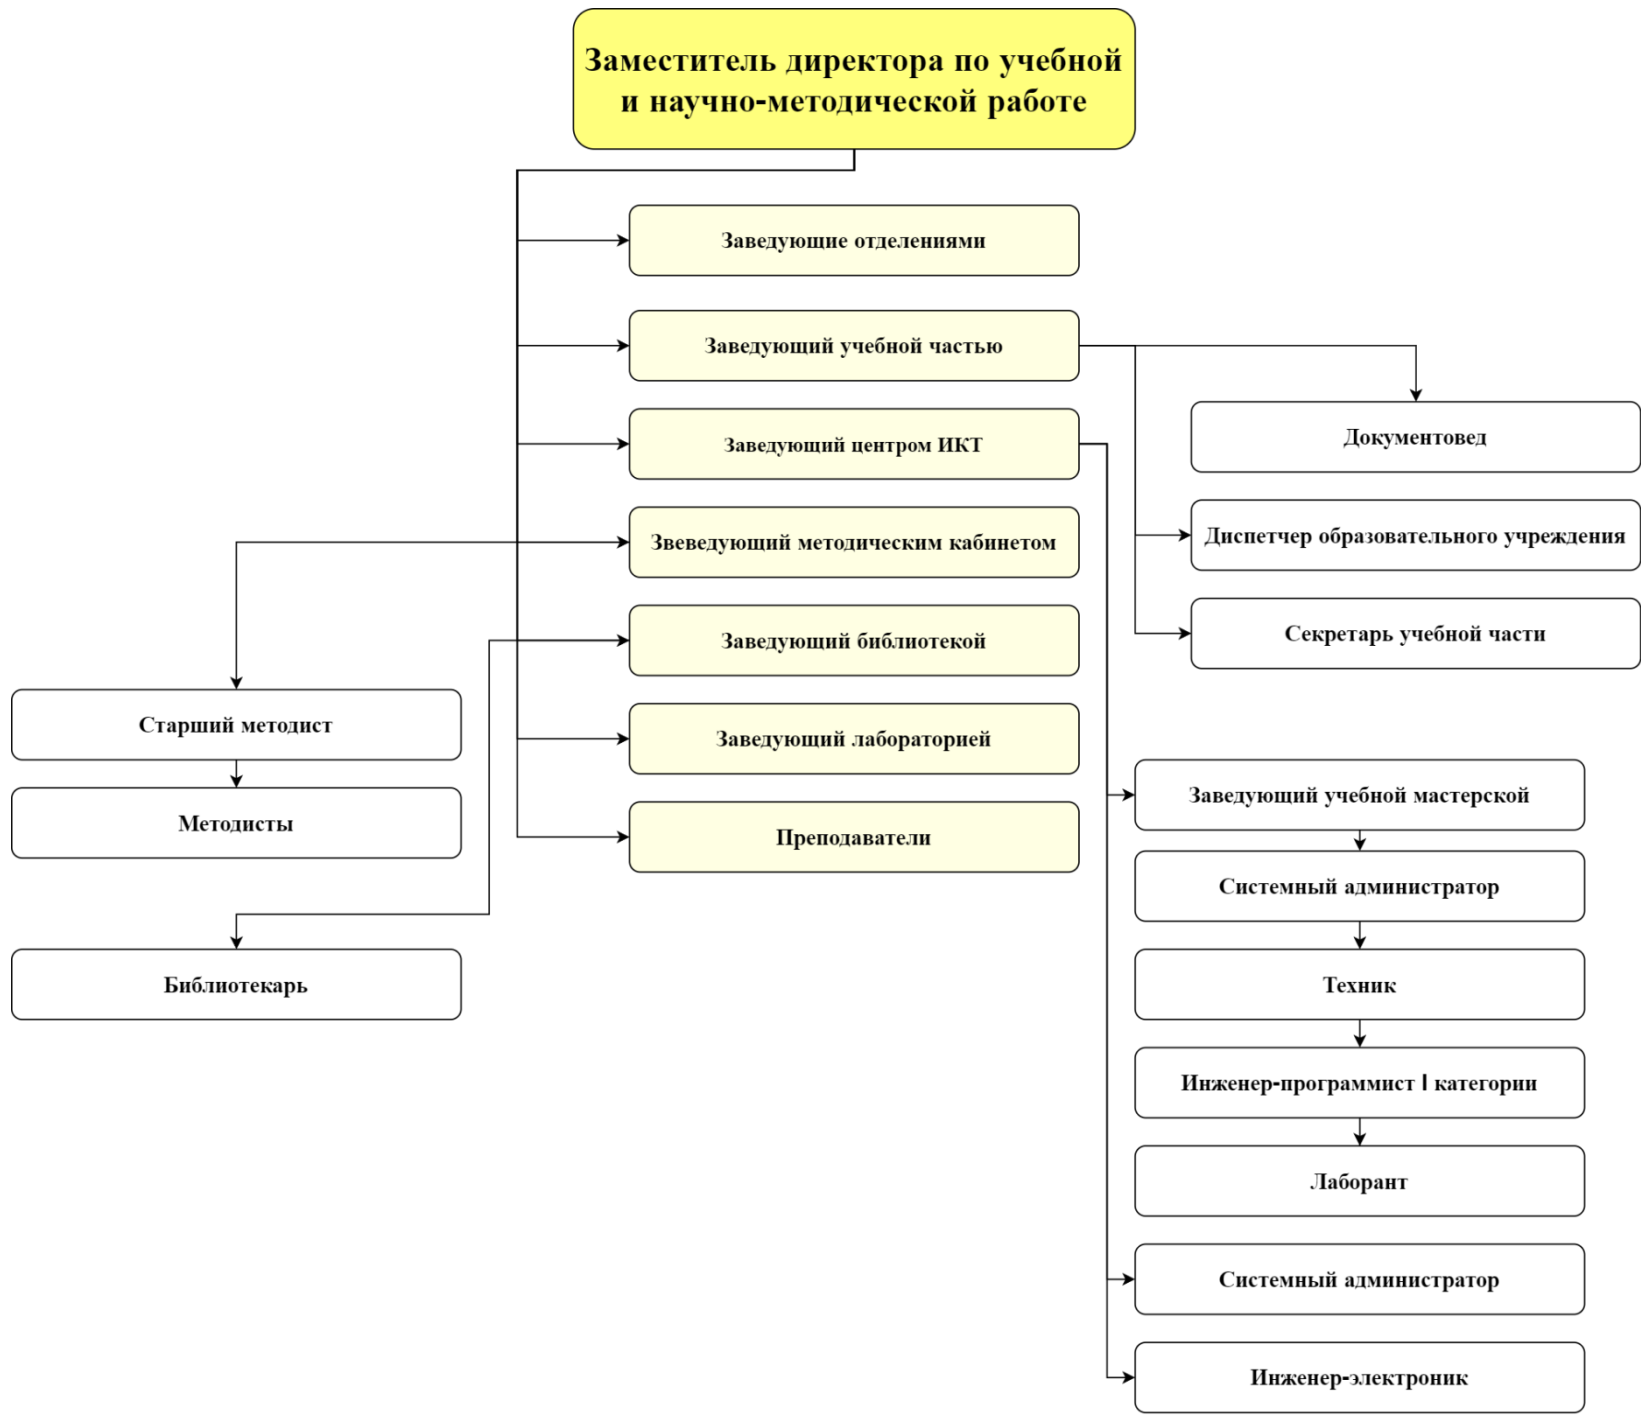 Заместитель директора по учебной
и научно-методической работе
Заведующие отделениями
Заведующий учебной частью
Документовед
Заведующий центром ИКТ
Диспетчер образовательного учреждения
Звеведующий методическим кабинетом
Секретарь учебной части
Заведующий библиотекой
Старший методист
Заведующий лабораторией
Заведующий учебной мастерской
Методисты
Преподаватели
Системный администратор
Библиотекарь
Техник
Инженер-программист I категории
Лаборант
Системный администратор
Инженер-электроник